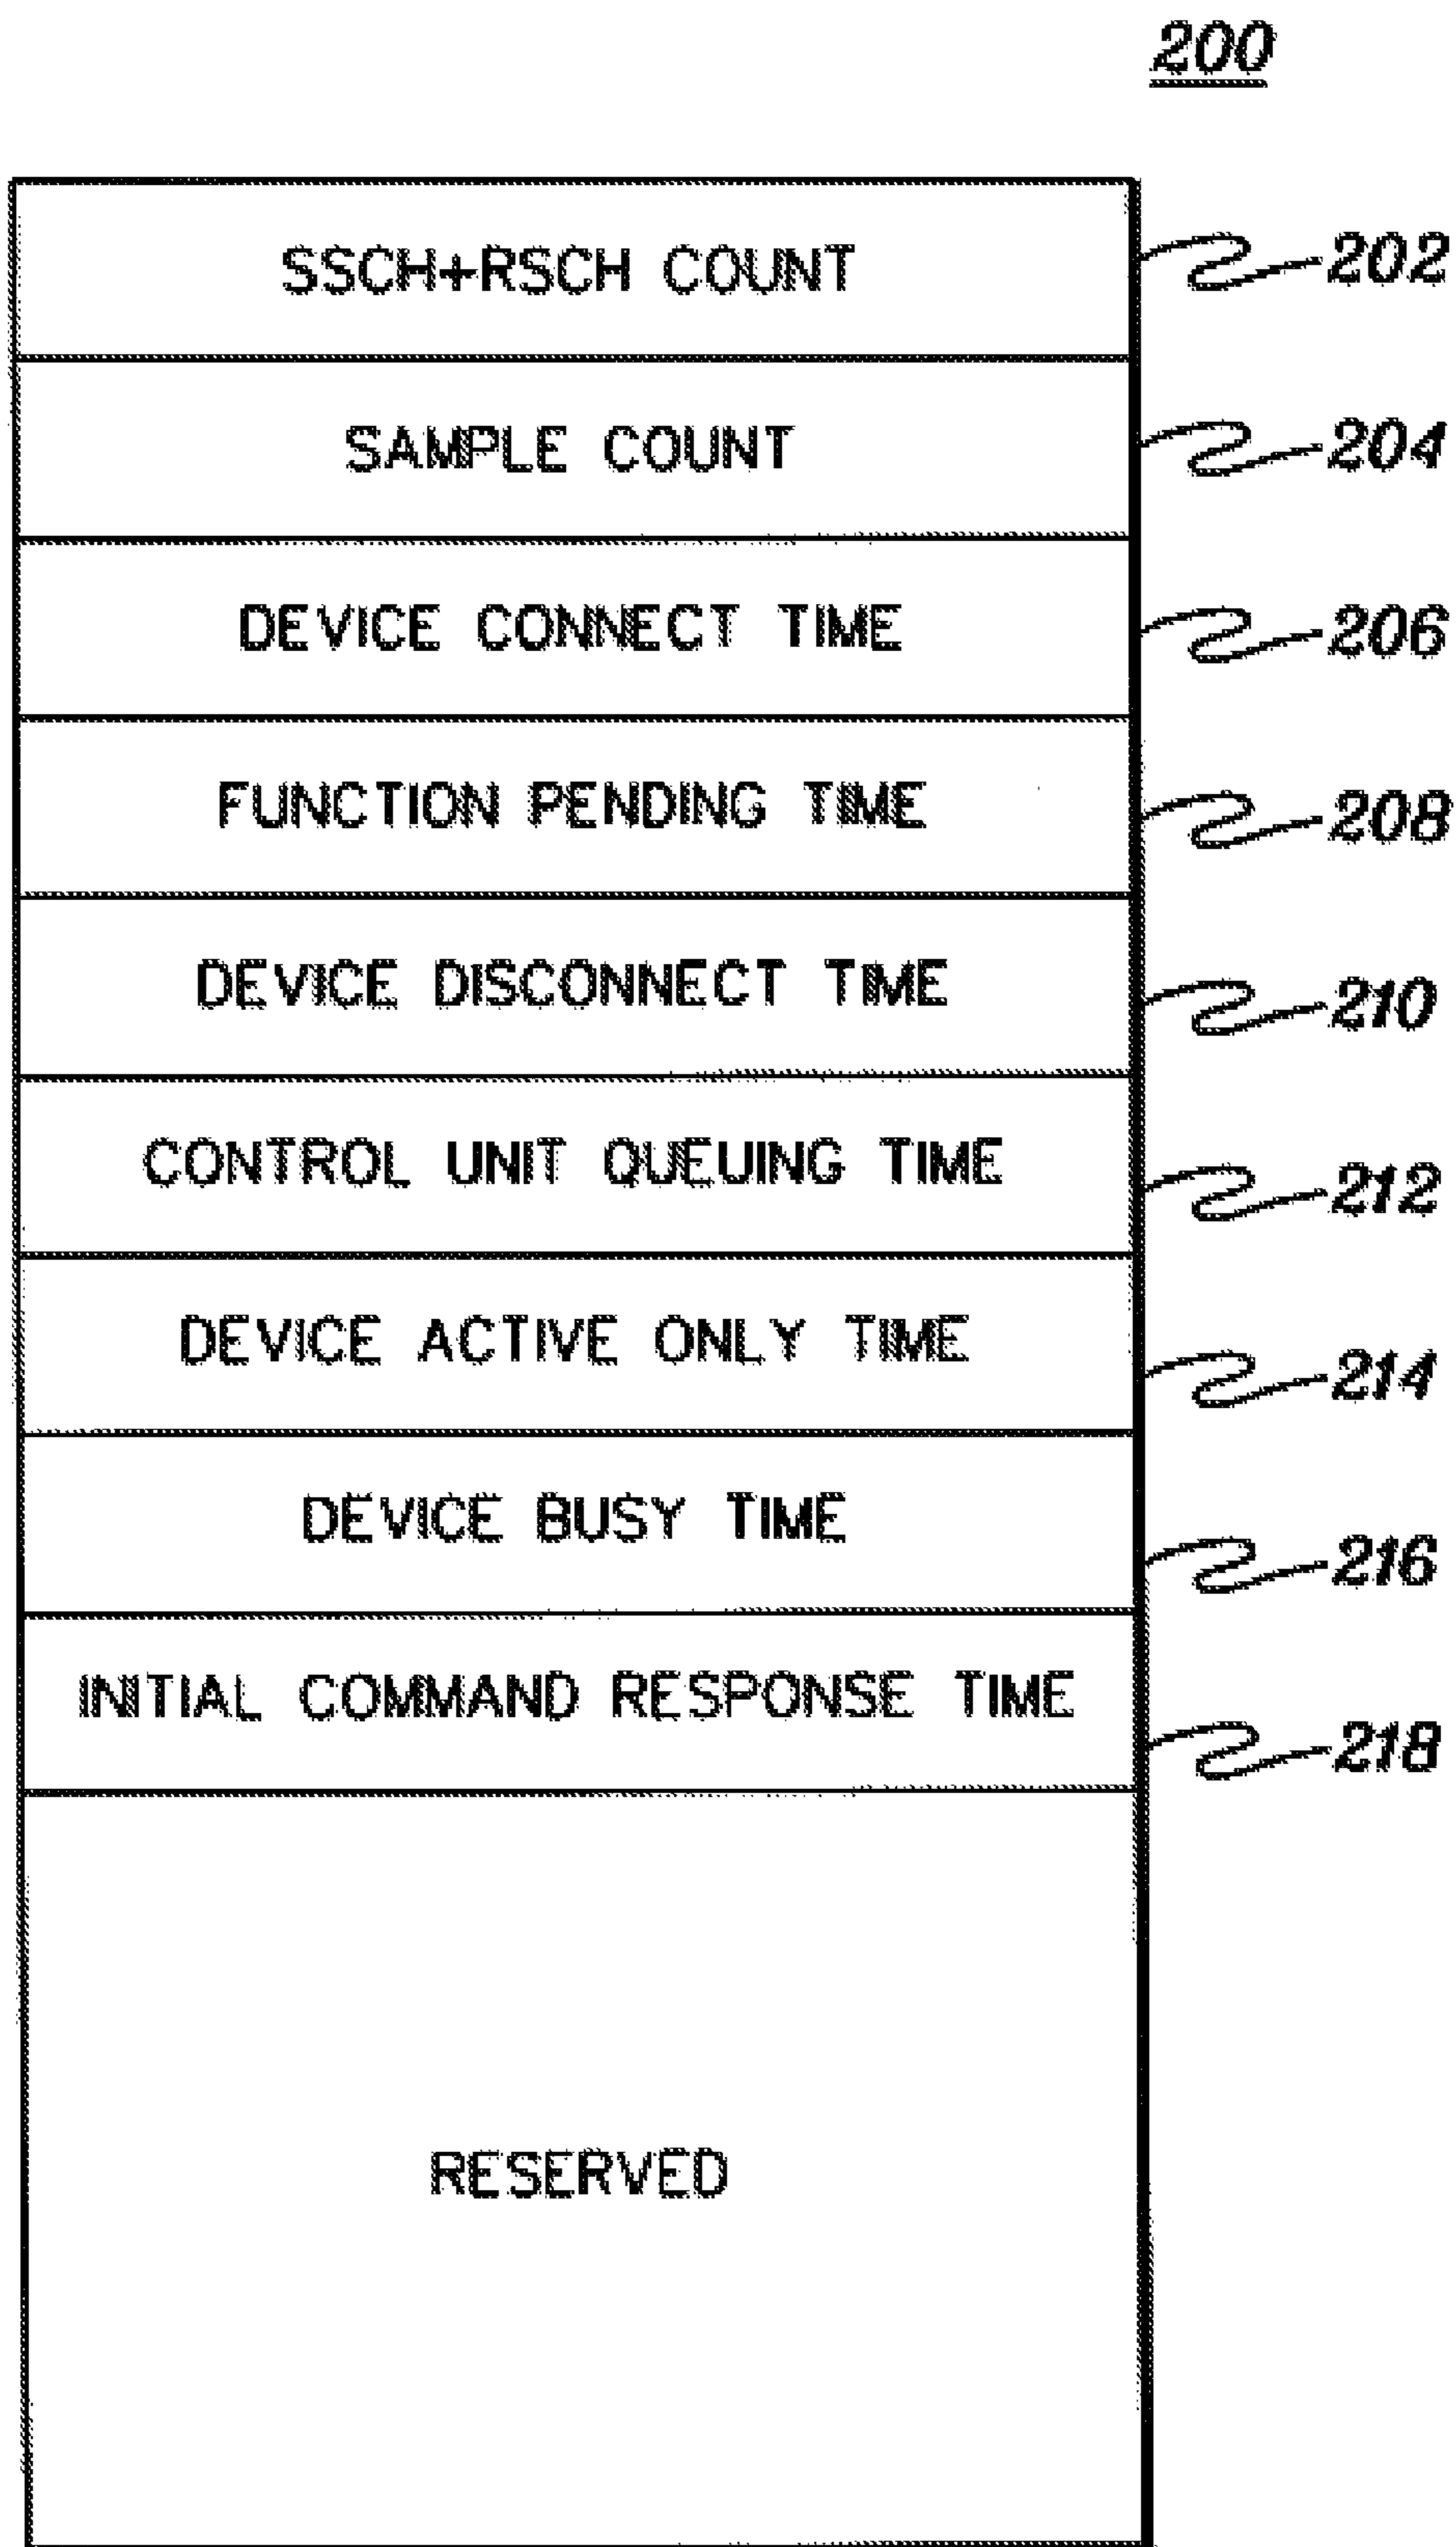 200
SSCH+RSCH COUNT 202
SAMPLE COUNT 204
DEVICE CONNECT TIME 206
FUNCTION PENDING TIME 208
DEVICE DISCONNECT TIME 210
CONTROL UNIT QUEUING TIME 212
DEVICE ACTIVE ONLY TIME 214
DEVICE BUSY TIME 216
INITIAL COMMAND RESPONSE TIME 218
RESERVED